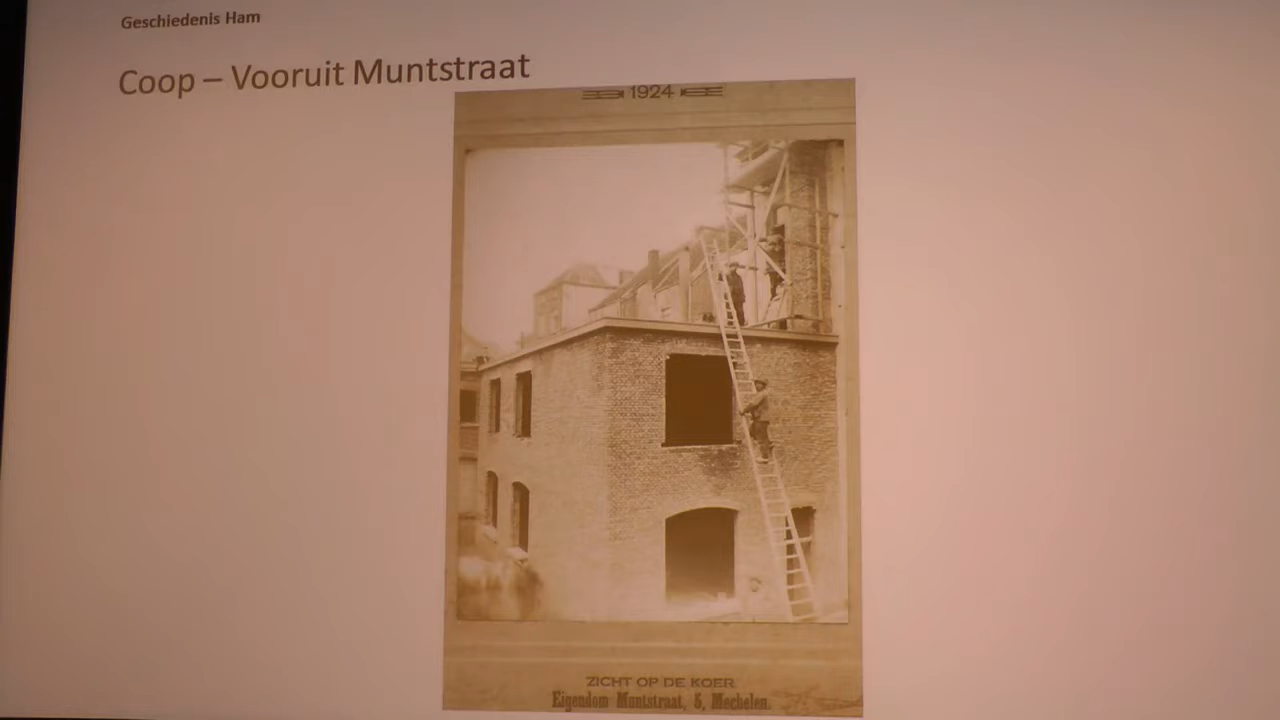 Geschiedenis Ham
Coop – Vooruit Muntstraat
1924
ZICHT OP DE KOER
Eigendom Muntstraat, 5, Mechelen.